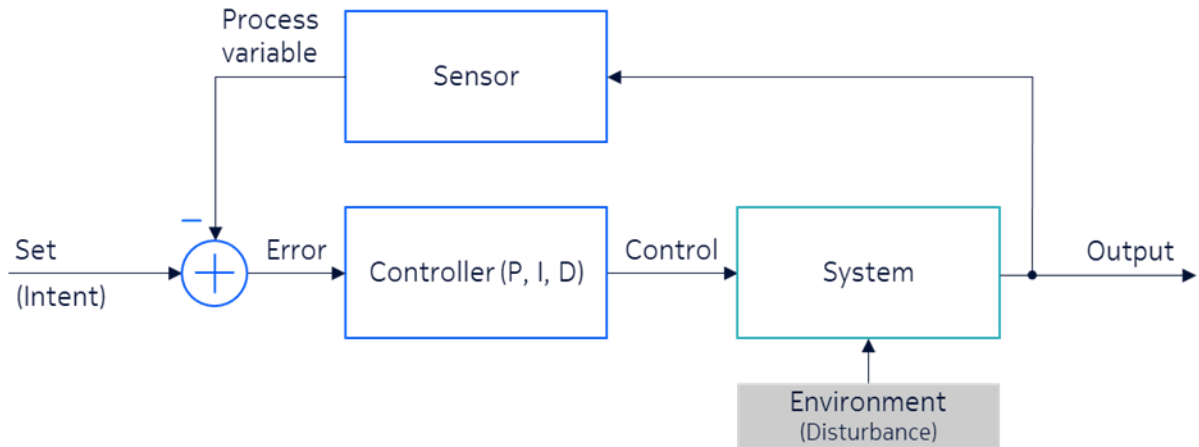 Process
variable
Sensor
−
Set
(Intent)
+
Error
Controller (P, I, D)
Control
System
Output
Environment
(Disturbance)